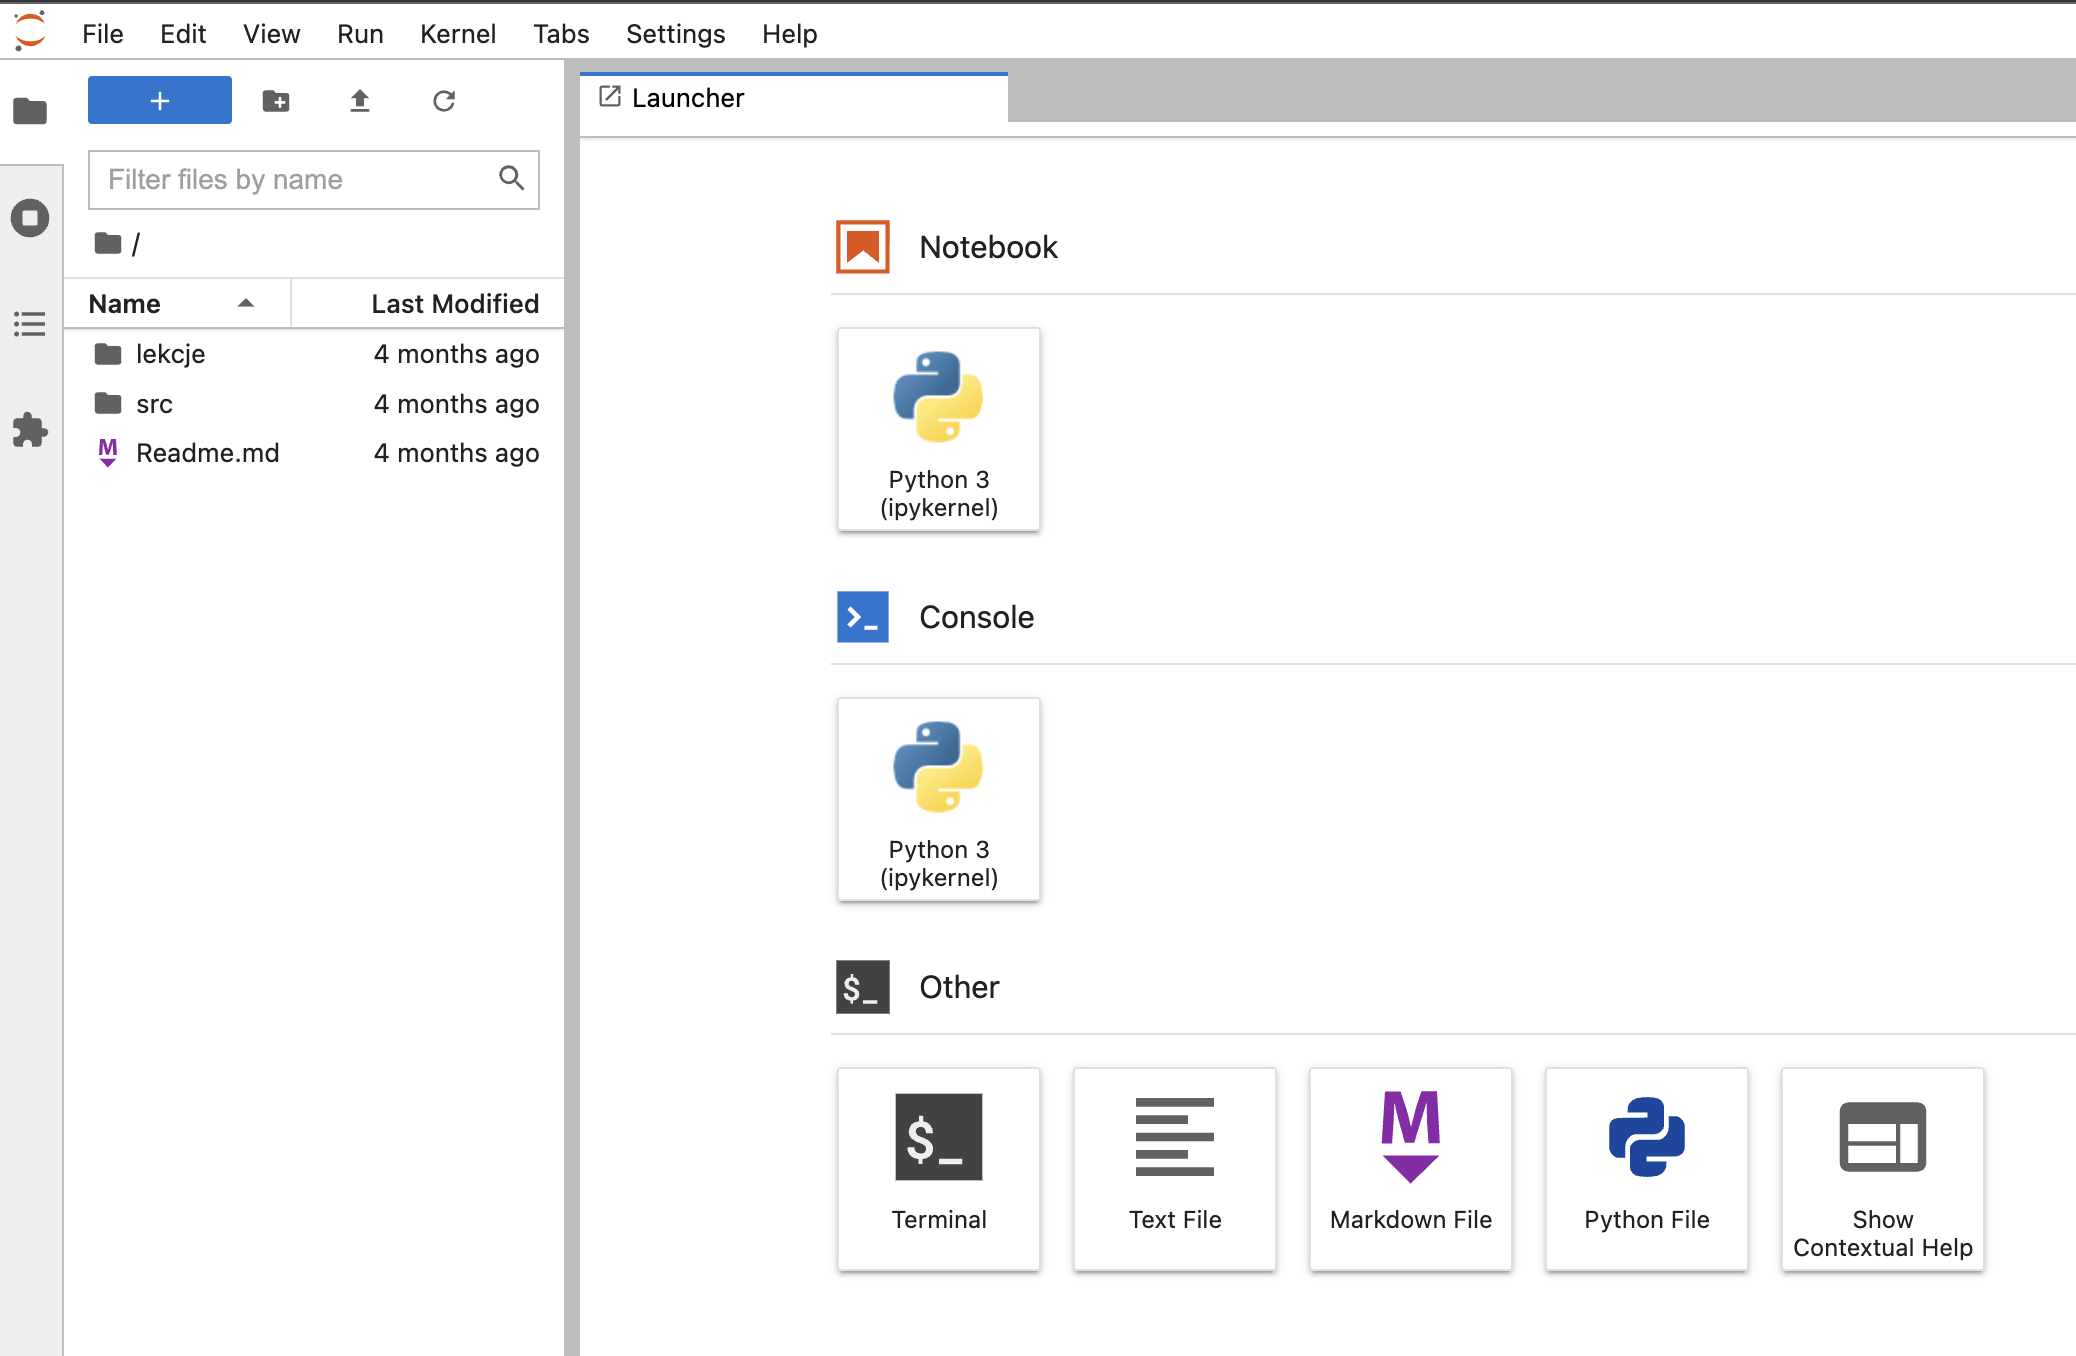 File Edit View Run Kernel Tabs Settings Help
+
Filter files by name
/
Name Last Modified
lekcje 4 months ago
src 4 months ago
M Readme.md 4 months ago
Launcher
Notebook
Python 3
(ipykernel)
>_ Console
Python 3
(ipykernel)
$_ Other
$_
Terminal
Text File
M
Markdown File
Python File
Show
Contextual Help